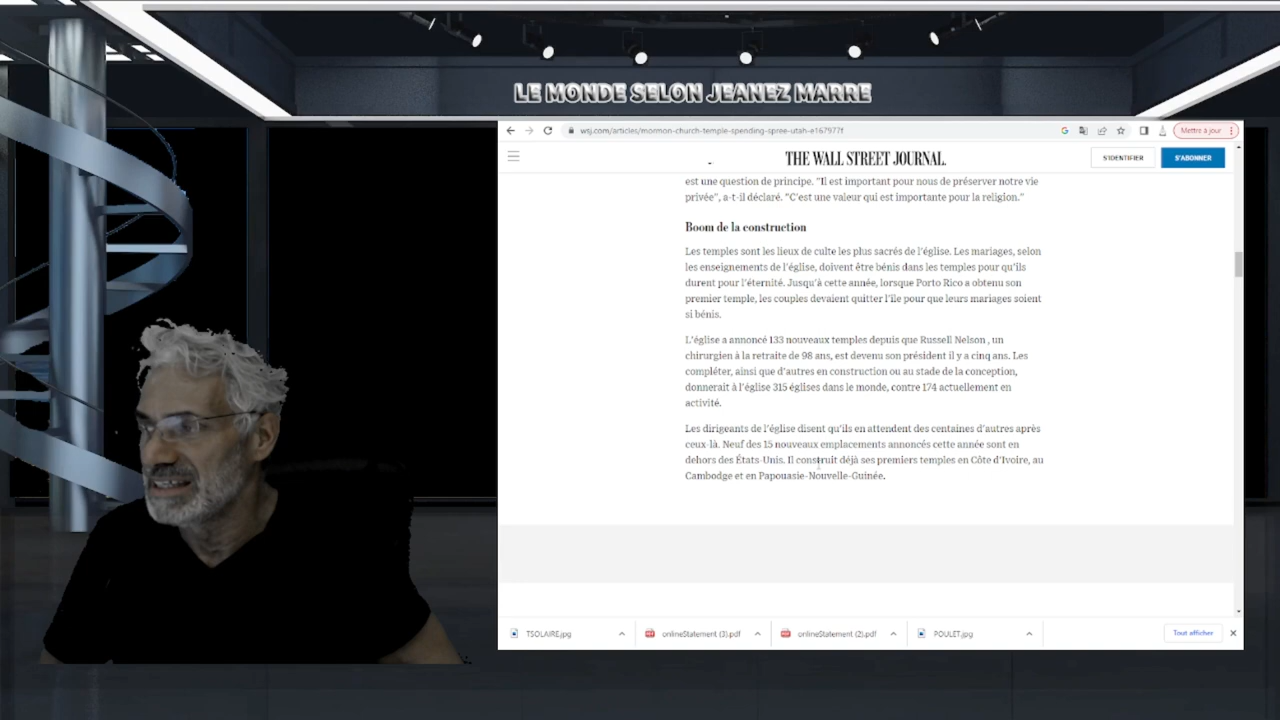 LE MONDE SELON JEANEZ MARRE
wsj.com/articles/mormon-church-temple-spending-spree-utah-e167977f
Mettre à jour
THE WALL STREET JOURNAL.
S'IDENTIFIER
S'ABONNER
est une question de principe. "Il est important pour nous de préserver notre vie
privée", a-t-il déclaré. "C'est une valeur qui est importante pour la religion."
Boom de la construction
Les temples sont les lieux de culte les plus sacrés de l'église. Les mariages, selon
les enseignements de l'église, doivent être bénis dans les temples pour qu'ils
durent pour l'éternité. Jusqu'à cette année, lorsque Porto Rico a obtenu son
premier temple, les couples devaient quitter l'île pour que leurs mariages soient
si bénis.
L'église a annoncé 133 nouveaux temples depuis que Russell Nelson , un
chirurgien à la retraite de 98 ans, est devenu son président il y a cinq ans. Les
compléter, ainsi que d'autres en construction ou au stade de la conception,
donnerait à l'église 315 églises dans le monde, contre 174 actuellement en
activité.
Les dirigeants de l'église disent qu'ils en attendent des centaines d'autres après
ceux-là. Neuf des 15 nouveaux emplacements annoncés cette année sont en
dehors des États-Unis. Il construit déjà ses premiers temples en Côte d'Ivoire, au
Cambodge et en Papouasie-Nouvelle-Guinée.
TSOLAIRE.jpg
onlineStatement (3).pdf
onlineStatement (2).pdf
POULET.jpg
Tout afficher